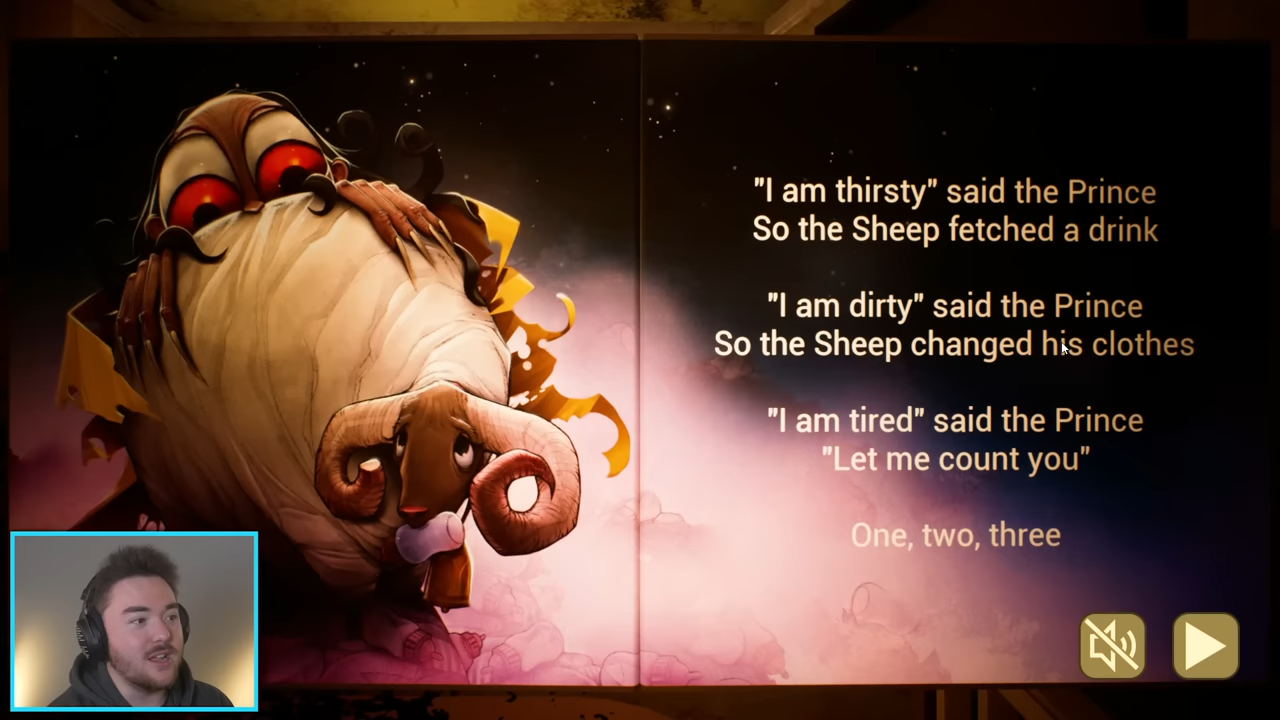 "I am thirsty" said the Prince
So the Sheep fetched a drink
"I am dirty" said the Prince
So the Sheep changed his clothes
"I am tired" said the Prince
"Let me count you"
One, two, three